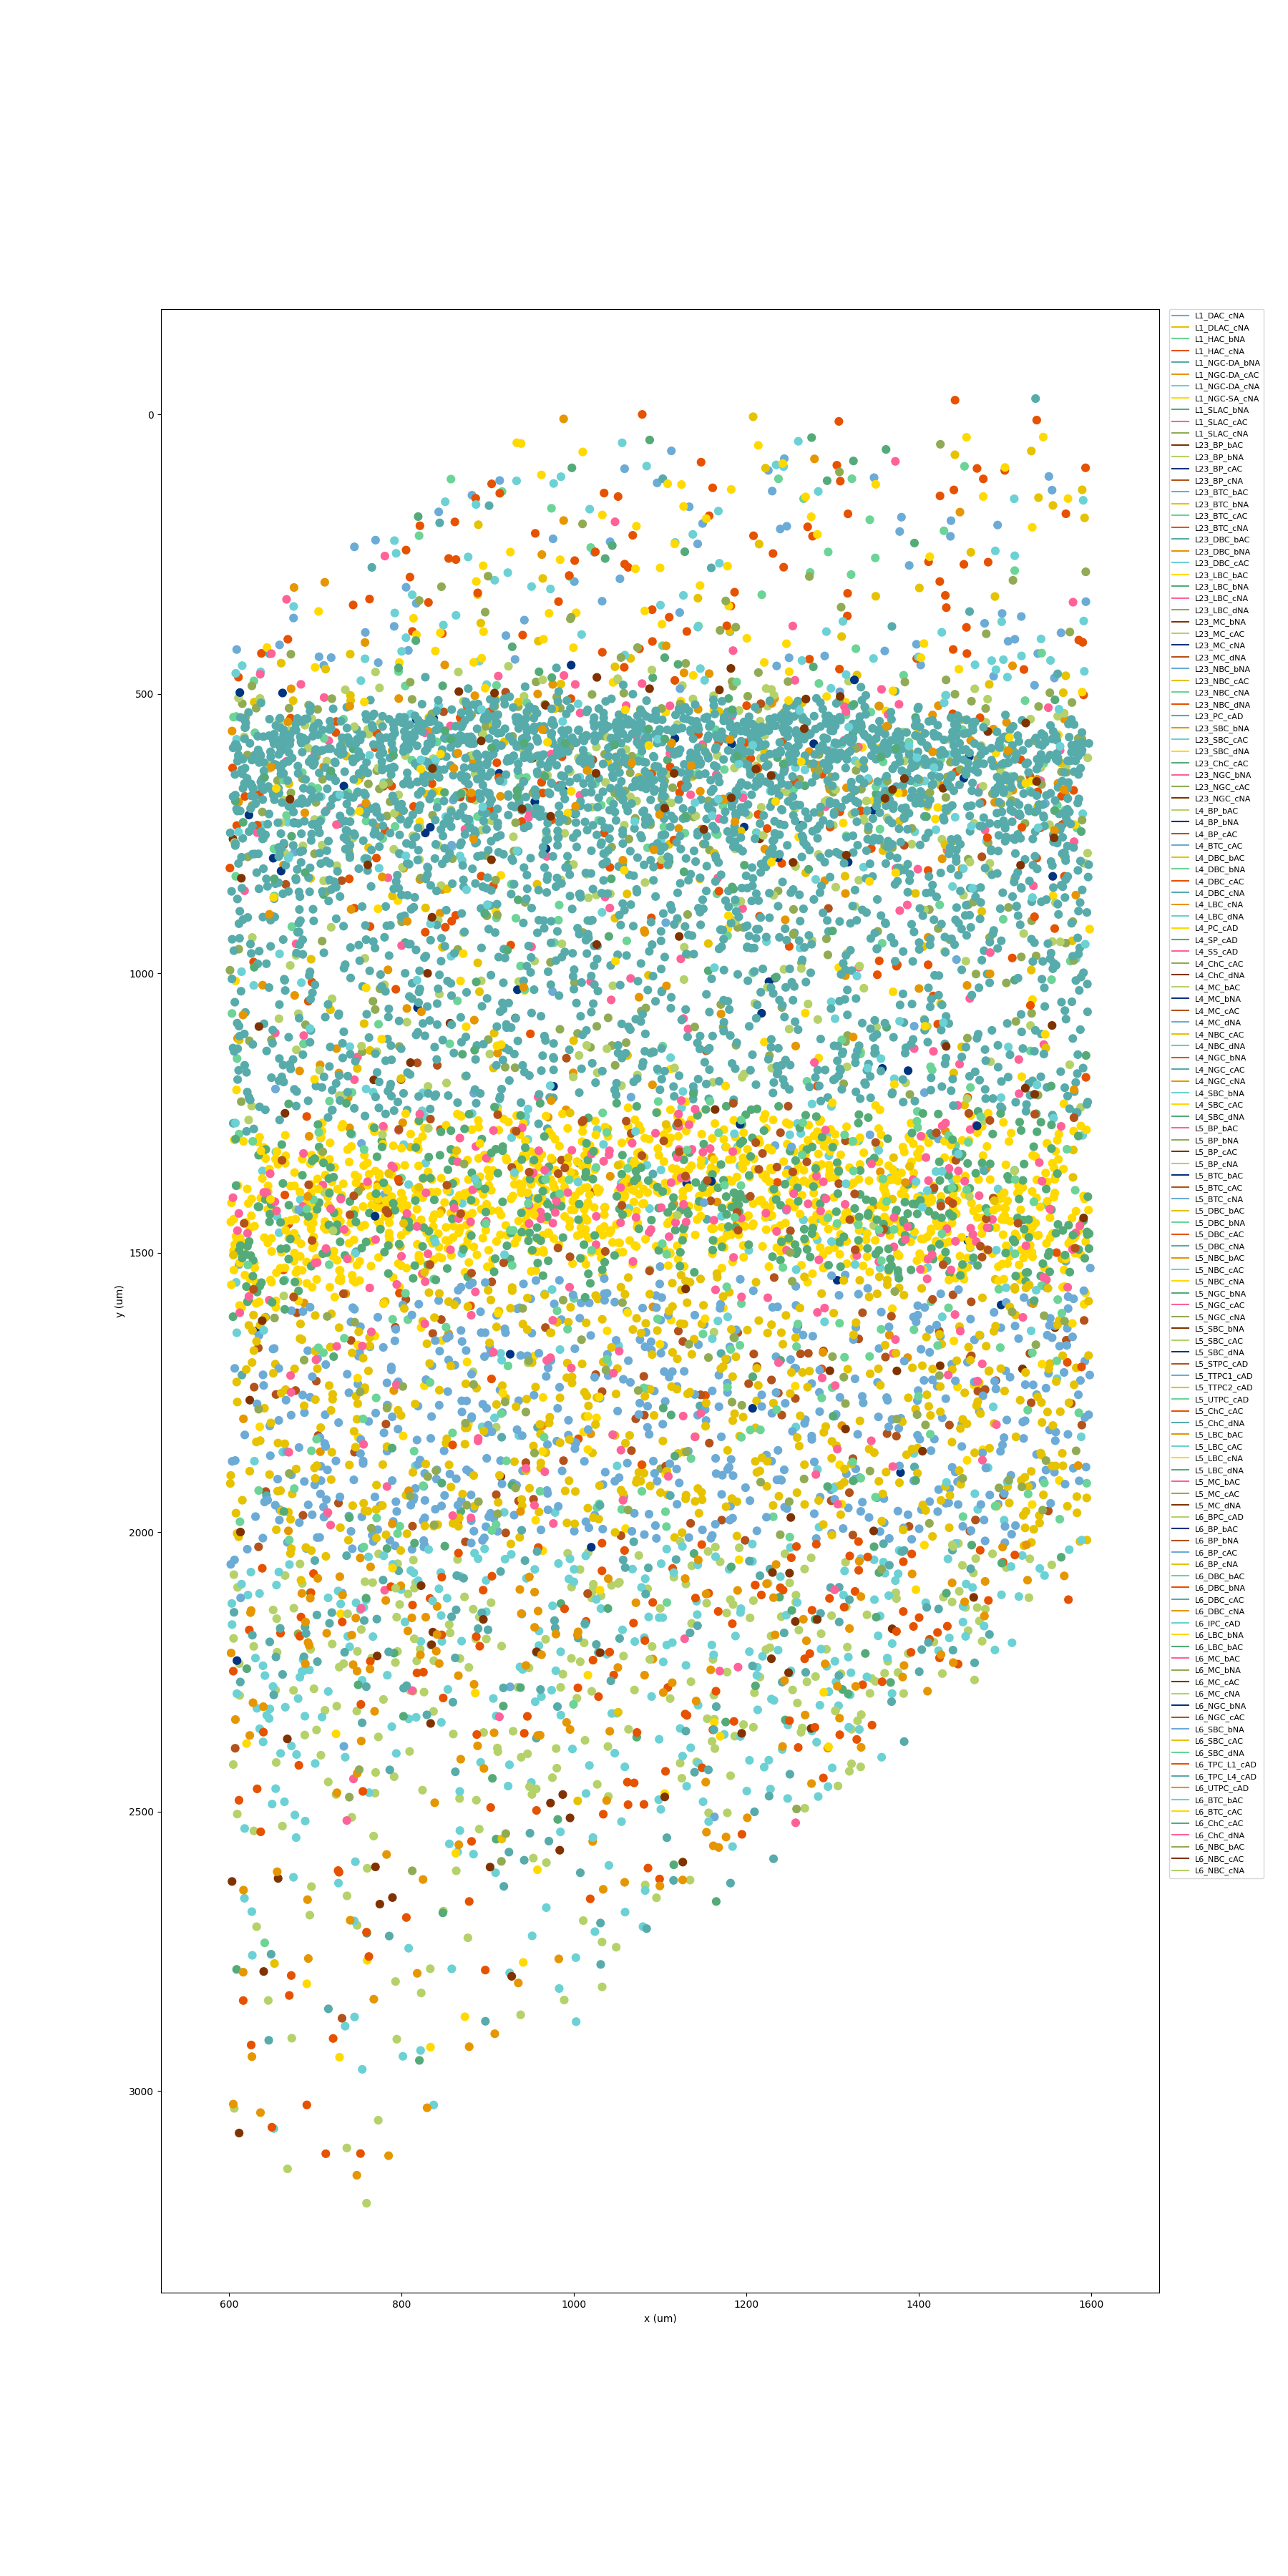 0
500
1000
1500
2000
2500
3000
y (um)
600
800
1000
1200
1400
1600
x (um)
L1_DAC_cNA
L1_DLAC_cNA
L1_HAC_bNA
L1_HAC_cNA
L1_NGC-DA_bNA
L1_NGC-DA_cAC
L1_NGC-DA_cNA
L1_NGC-SA_cNA
L1_SLAC_bNA
L1_SLAC_cAC
L1_SLAC_cNA
L23_BP_bAC
L23_BP_bNA
L23_BP_cAC
L23_BP_cNA
L23_BTC_bAC
L23_BTC_bNA
L23_BTC_cAC
L23_BTC_cNA
L23_DBC_bAC
L23_DBC_bNA
L23_DBC_cAC
L23_LBC_bAC
L23_LBC_bNA
L23_LBC_cNA
L23_LBC_dNA
L23_MC_bNA
L23_MC_cAC
L23_MC_cNA
L23_MC_dNA
L23_NBC_bNA
L23_NBC_cAC
L23_NBC_cNA
L23_NBC_dNA
L23_PC_cAD
L23_SBC_bNA
L23_SBC_cAC
L23_SBC_dNA
L23_ChC_cAC
L23_NGC_bNA
L23_NGC_cAC
L23_NGC_cNA
L4_BP_bAC
L4_BP_bNA
L4_BP_cAC
L4_BTC_cAC
L4_DBC_bAC
L4_DBC_bNA
L4_DBC_cAC
L4_DBC_cNA
L4_LBC_cNA
L4_LBC_dNA
L4_PC_cAD
L4_SP_cAD
L4_SS_cAD
L4_ChC_cAC
L4_ChC_dNA
L4_MC_bAC
L4_MC_bNA
L4_MC_cAC
L4_MC_dNA
L4_NBC_cAC
L4_NBC_dNA
L4_NGC_bNA
L4_NGC_cAC
L4_NGC_cNA
L4_SBC_bNA
L4_SBC_cAC
L4_SBC_dNA
L5_BP_bAC
L5_BP_bNA
L5_BP_cAC
L5_BP_cNA
L5_BTC_bAC
L5_BTC_cAC
L5_BTC_cNA
L5_DBC_bAC
L5_DBC_bNA
L5_DBC_cAC
L5_DBC_cNA
L5_NBC_bAC
L5_NBC_cAC
L5_NBC_cNA
L5_NGC_bNA
L5_NGC_cAC
L5_NGC_cNA
L5_SBC_bNA
L5_SBC_cAC
L5_SBC_dNA
L5_STPC_cAD
L5_TTPC1_cAD
L5_TTPC2_cAD
L5_UTPC_cAD
L5_ChC_cAC
L5_ChC_dNA
L5_LBC_bAC
L5_LBC_cAC
L5_LBC_cNA
L5_LBC_dNA
L5_MC_bAC
L5_MC_cAC
L5_MC_dNA
L6_BPC_cAD
L6_BP_bAC
L6_BP_bNA
L6_BP_cAC
L6_BP_cNA
L6_DBC_bAC
L6_DBC_bNA
L6_DBC_cAC
L6_DBC_cNA
L6_IPC_cAD
L6_LBC_bNA
L6_LBC_bAC
L6_MC_bAC
L6_MC_bNA
L6_MC_cAC
L6_MC_cNA
L6_NGC_bNA
L6_NGC_cAC
L6_SBC_bNA
L6_SBC_cAC
L6_SBC_dNA
L6_TPC_L1_cAD
L6_TPC_L4_cAD
L6_UTPC_cAD
L6_BTC_bAC
L6_BTC_cAC
L6_ChC_cAC
L6_ChC_dNA
L6_NBC_bAC
L6_NBC_cAC
L6_NBC_cNA